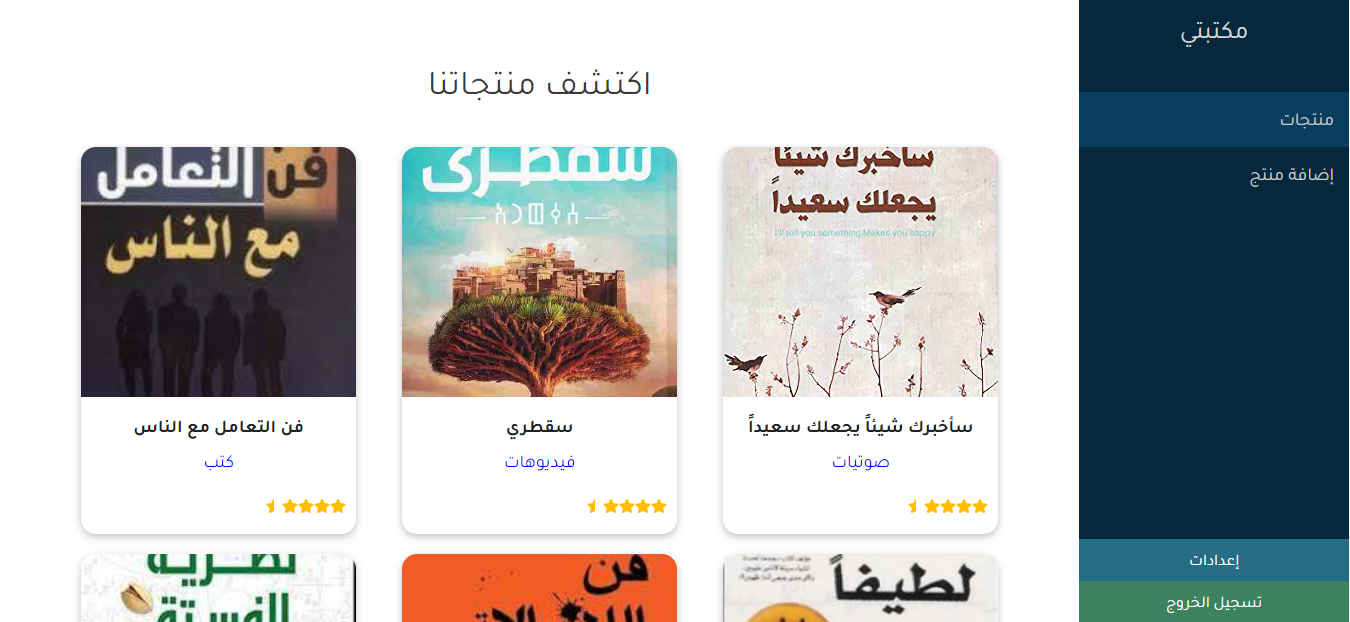 مكتبتي
منتجات
إضافة منتج
إعدادات
تسجيل الخروج
اكتشف منتجاتنا
سأخبرك شيئاً
يجعلك سعيداً
I'll tell you something Makes you happy
سأخبرك شيئاً يجعلك سعيداً
صوتيات
سقطرى
سقطري
فيديوهات
فن التعامل
مع الناس
فن التعامل مع الناس
كتب
لطيفاً
فن
نظرية
الفستق